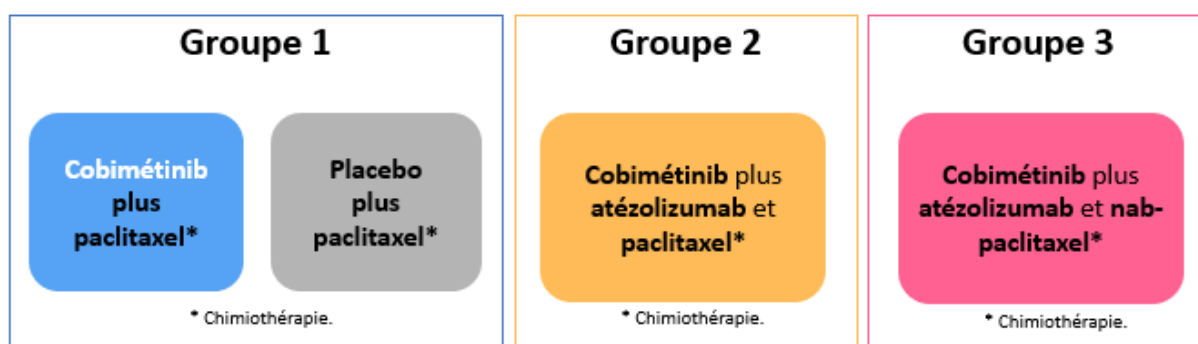 Groupe 1
Cobimétinib
plus
paclitaxel*
Placebo
plus
paclitaxel*
* Chimiothérapie.
Groupe 2
Cobimétinib plus
atézolizumab et
paclitaxel*
* Chimiothérapie.
Groupe 3
Cobimétinib plus
atézolizumab et nab-
paclitaxel*
* Chimiothérapie.